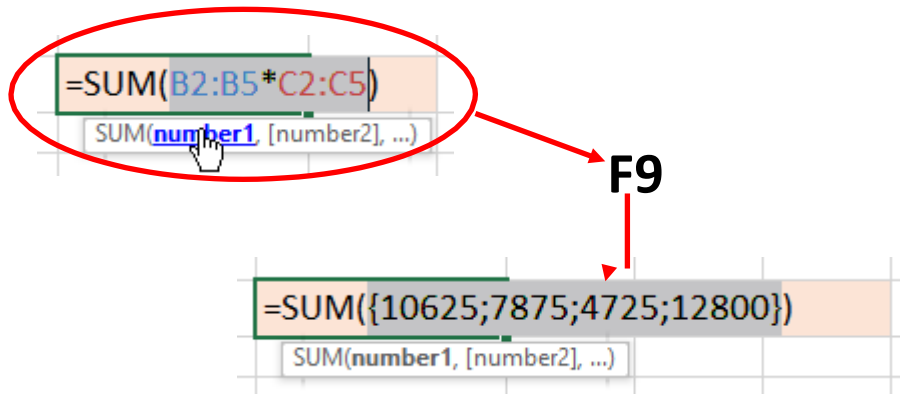 =SUM(B2:B5*C2:C5)
SUM(number1, [number2], ...)
F9
=SUM({10625;7875;4725;12800})
SUM(number1, [number2], ...)